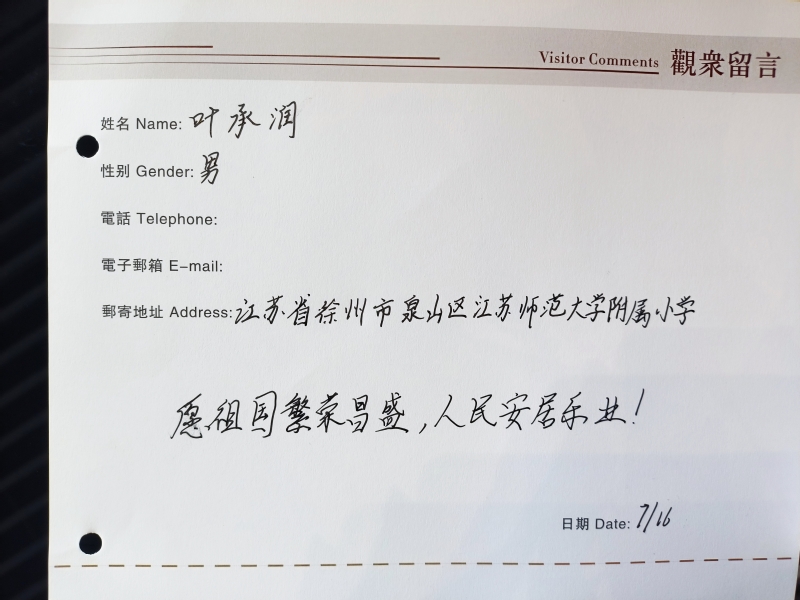 Visitor Comments 觀衆留言
姓名 Name: 叶承润
性别 Gender: 男
電話 Telephone:
電子郵箱 E-mail:
郵寄地址 Address: 江苏省徐州市泉山区江苏师范大学附属小学
愿祖国繁荣昌盛,人民安居乐业!
日期 Date: 7/16